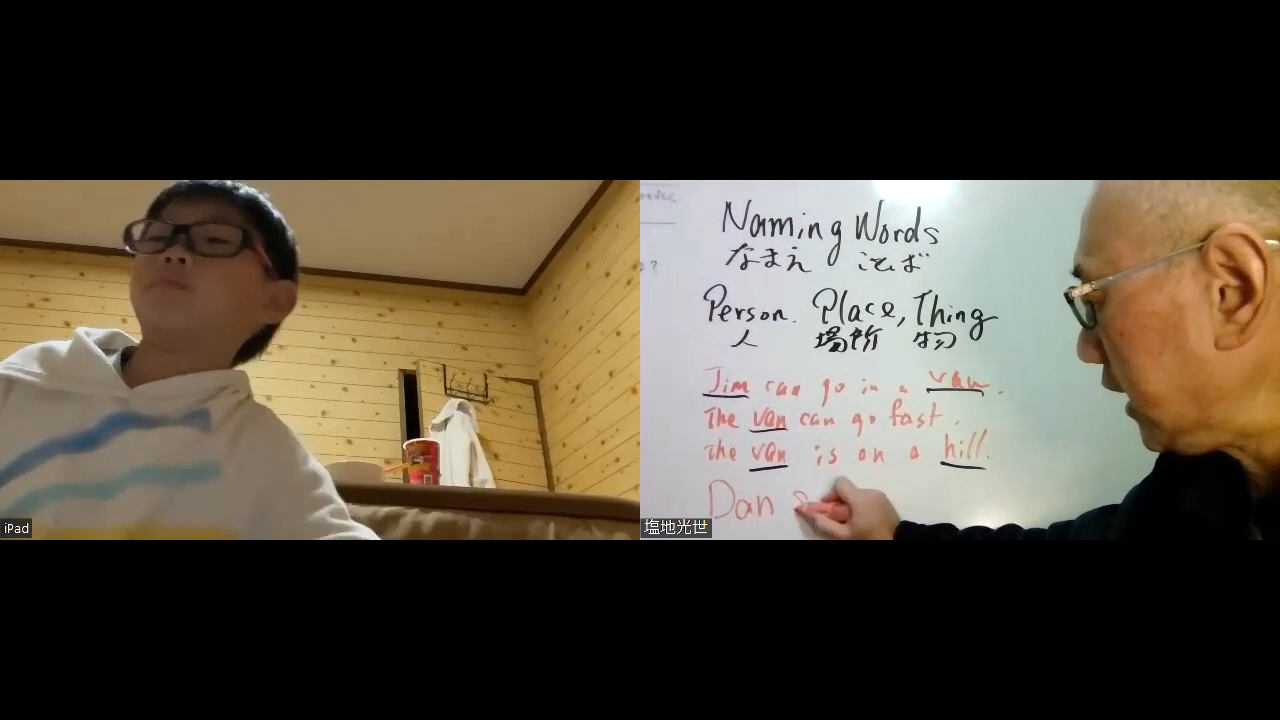 Naming Words
なまえ ことば
Person. Place, Thing
人 場所 物
Jim can go in a van.
The van can go fast.
The van is on a hill.
Dan
iPad
塩地光世